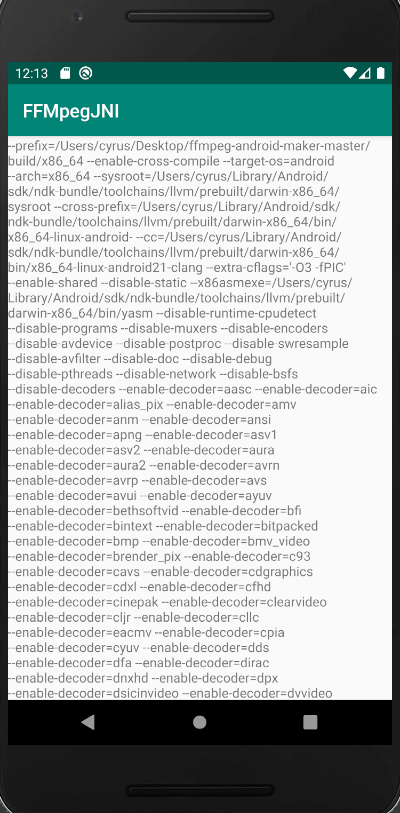 12:13
FFMpegJNI
--prefix=/Users/cyrus/Desktop/ffmpeg-android-maker-master/
build/x86_64 --enable-cross-compile --target-os=android
--arch=x86_64 --sysroot=/Users/cyrus/Library/Android/
sdk/ndk-bundle/toolchains/llvm/prebuilt/darwin-x86_64/
sysroot --cross-prefix=/Users/cyrus/Library/Android/sdk/
ndk-bundle/toolchains/llvm/prebuilt/darwin-x86_64/bin/
x86_64-linux-android- --cc=/Users/cyrus/Library/Android/
sdk/ndk-bundle/toolchains/llvm/prebuilt/darwin-x86_64/
bin/x86_64-linux-android21-clang --extra-cflags='-O3 -fPIC'
--enable-shared --disable-static --x86asmexe=/Users/cyrus/
Library/Android/sdk/ndk-bundle/toolchains/llvm/prebuilt/
darwin-x86_64/bin/yasm --disable-runtime-cpudetect
--disable-programs --disable-muxers --disable-encoders
--disable-avdevice --disable-postproc --disable-swresample
--disable-avfilter --disable-doc --disable-debug
--disable-pthreads --disable-network --disable-bsfs
--disable-decoders --enable-decoder=aasc --enable-decoder=aic
--enable-decoder=alias_pix --enable-decoder=amv
--enable-decoder=anm --enable-decoder=ansi
--enable-decoder=apng --enable-decoder=asv1
--enable-decoder=asv2 --enable-decoder=aura
--enable-decoder=aura2 --enable-decoder=avrn
--enable-decoder=avrp --enable-decoder=avs
--enable-decoder=avui --enable-decoder=ayuv
--enable-decoder=bethsoftvid --enable-decoder=bfi
--enable-decoder=bintext --enable-decoder=bitpacked
--enable-decoder=bmp --enable-decoder=bmv_video
--enable-decoder=brender_pix --enable-decoder=c93
--enable-decoder=cavs --enable-decoder=cdgraphics
--enable-decoder=cdxl --enable-decoder=cfhd
--enable-decoder=cinepak --enable-decoder=clearvideo
--enable-decoder=cljr --enable-decoder=cllc
--enable-decoder=eacmv --enable-decoder=cpia
--enable-decoder=cyuv --enable-decoder=dds
--enable-decoder=dfa --enable-decoder=dirac
--enable-decoder=dnxhd --enable-decoder=dpx
--enable-decoder=dsicinvideo --enable-decoder=dvvideo